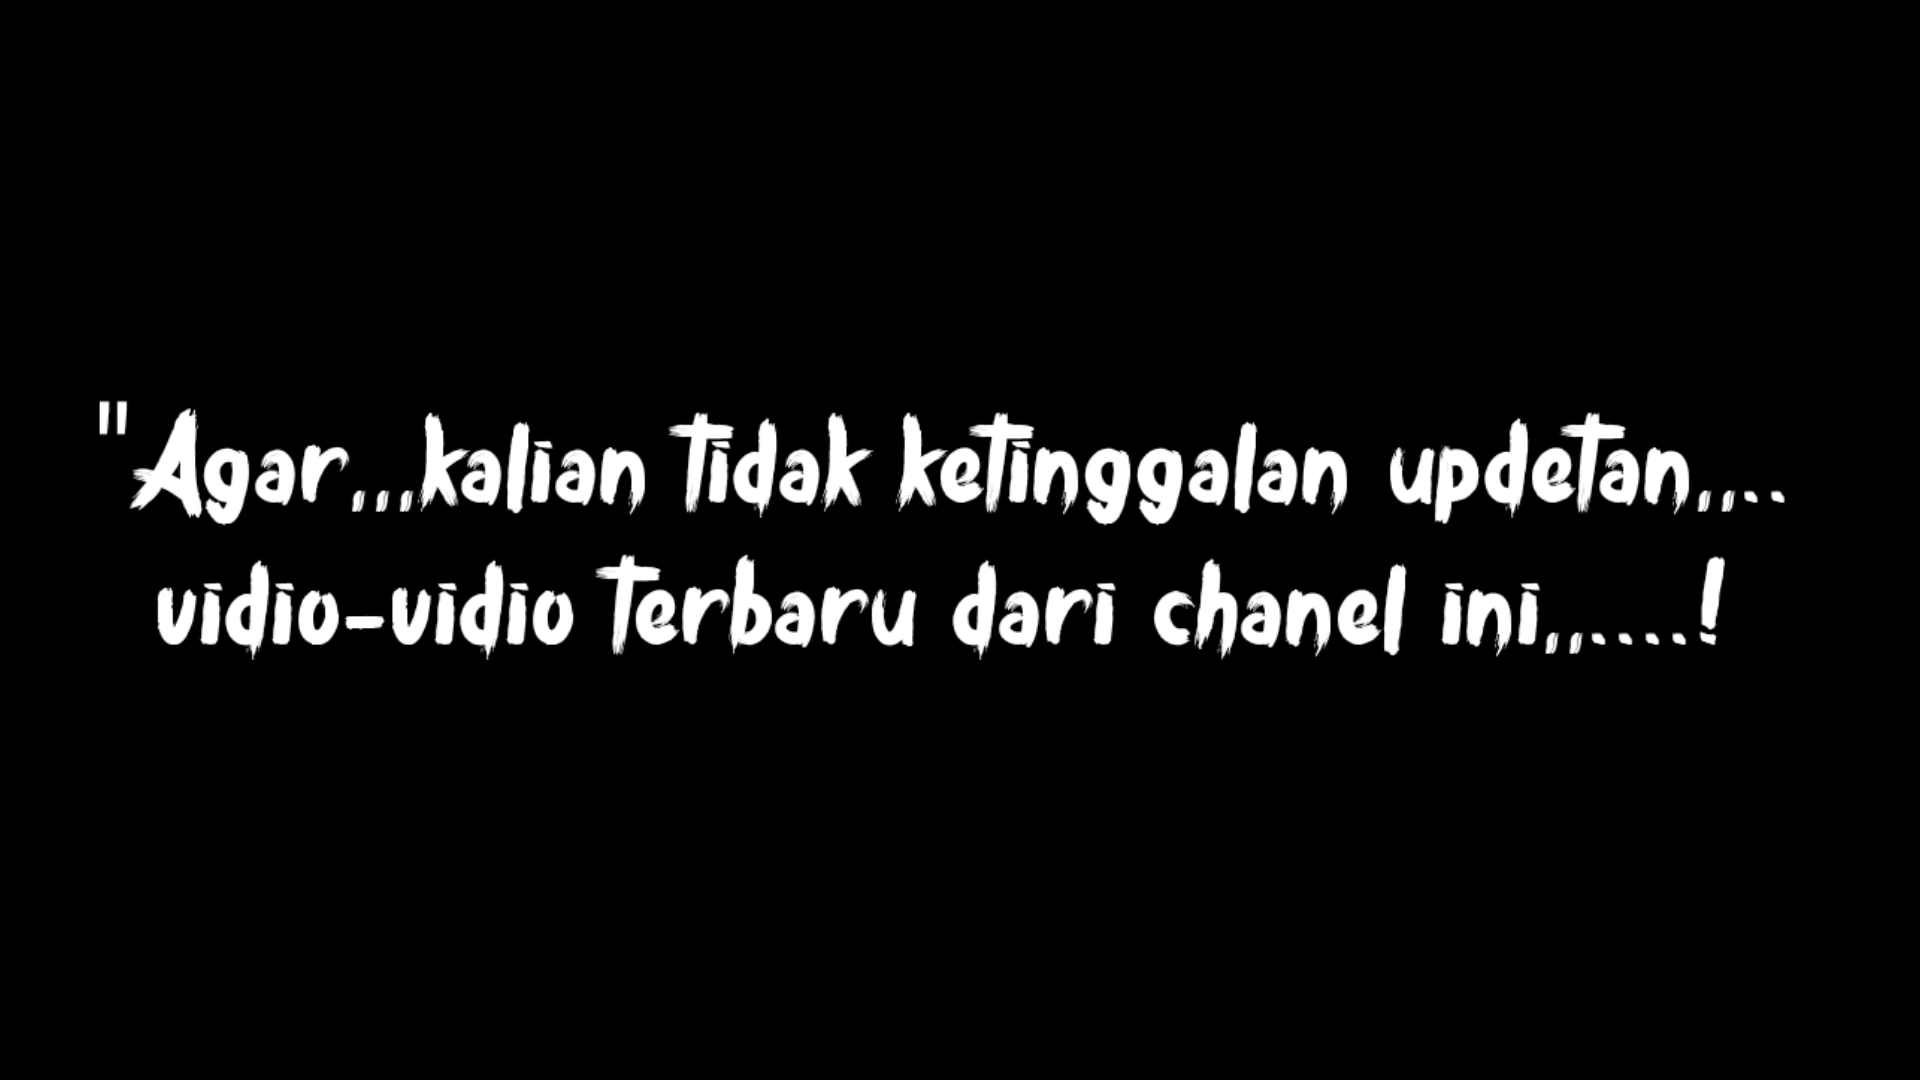 "Agar,,,kalian tidak ketinggalan updetan,,..
vidio-vidio terbaru dari chanel ini,,....!